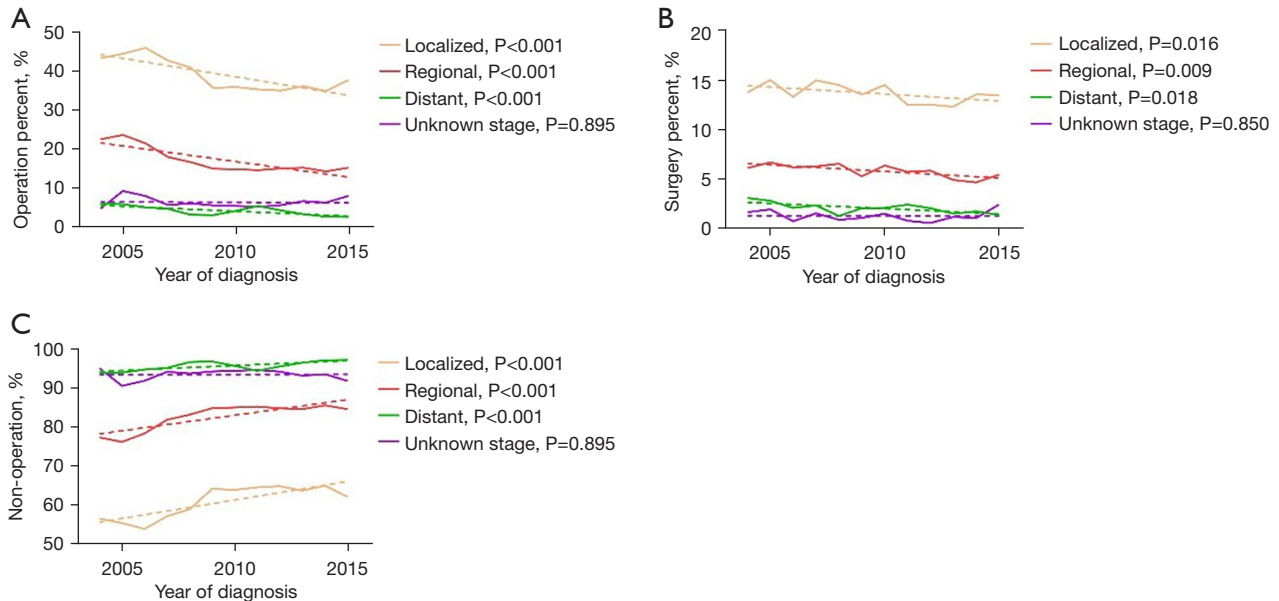 A
Operation percent, %
50
40
30
20
10
0
2005 2010 2015
Year of diagnosis
Localized, P<0.001
Regional, P<0.001
Distant, P<0.001
Unknown stage, P=0.895
B
Surgery percent, %
20
15
10
5
0
2005 2010 2015
Year of diagnosis
Localized, P=0.016
Regional, P=0.009
Distant, P=0.018
Unknown stage, P=0.850
C
Non-operation, %
100
90
80
70
60
50
2005 2010 2015
Year of diagnosis
Localized, P<0.001
Regional, P<0.001
Distant, P<0.001
Unknown stage, P=0.895